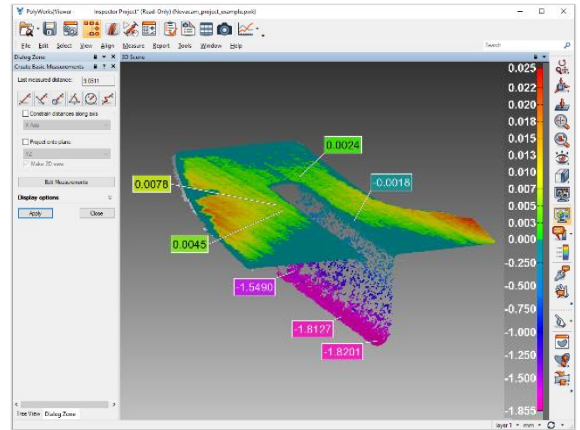 PolyWorks|Viewer Inspector Project* (Read-Only) (Novacam_project_example.pwk)
File Edit Select View Align Measure Report Tools Window Help
Search
Dialog Zone
3D Scene
Create Basic Measurements
Last measured distance:
Constrain distances along axis
X Axis
Project onto plane
YZ
Make 2D view
Edit Measurements
Display options
Apply Close
0.025
0.022
0.020
0.018
0.015
0.013
0.010
0.007
0.005
0.003
0.000
-0.250
-0.500
-0.750
-1.000
-1.250
-1.500
-1.855
0.0024
-0.0018
0.0078
0.0045
-1.5490
-1.8127
-1.8201
Tree View Dialog Zone
layer 1 mm